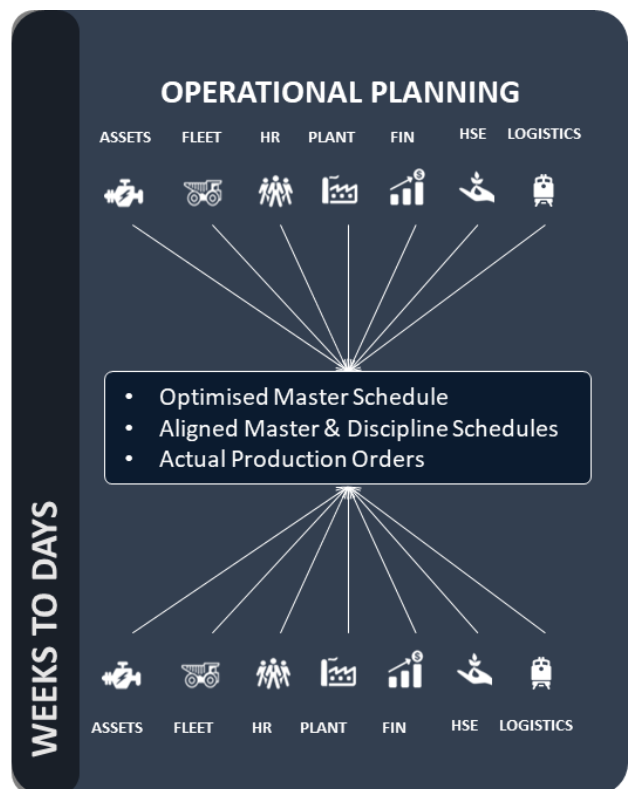 OPERATIONAL PLANNING
ASSETS FLEET HR PLANT FIN HSE LOGISTICS
$
• Optimised Master Schedule
• Aligned Master & Discipline Schedules
• Actual Production Orders
WEEKS TO DAYS
$
ASSETS FLEET HR PLANT FIN HSE LOGISTICS